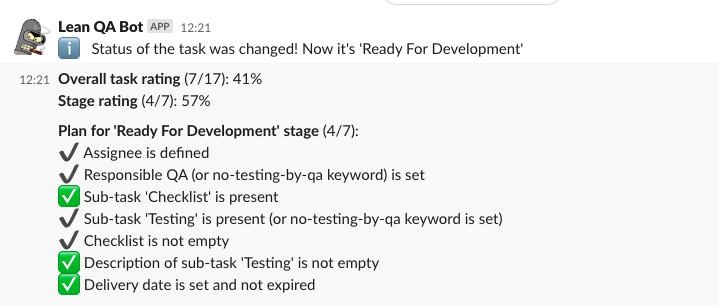 Lean QA Bot APP 12:21
Status of the task was changed! Now it's 'Ready For Development'
12:21 Overall task rating (7/17): 41%
Stage rating (4/7): 57%
Plan for 'Ready For Development' stage (4/7):
Assignee is defined
Responsible QA (or no-testing-by-qa keyword) is set
Sub-task 'Checklist' is present
Sub-task 'Testing' is present (or no-testing-by-qa keyword is set)
Checklist is not empty
Description of sub-task 'Testing' is not empty
Delivery date is set and not expired